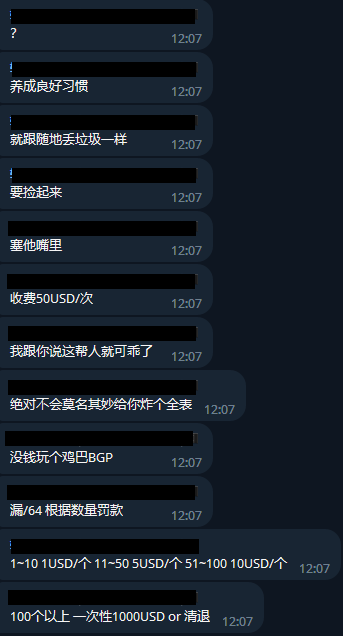 ?
12:07
养成良好习惯
12:07
就跟随地丢垃圾一样
12:07
要捡起来
12:07
塞他嘴里
12:07
收费50USD/次
12:07
我跟你说这帮人就可乖了
12:07
绝对不会莫名其妙给你炸个全表
12:07
没钱玩个鸡巴BGP
12:07
漏/64 根据数量罚款
12:07
1~10 1USD/个 11~50 5USD/个 51~100 10USD/个
12:07
100个以上 一次性1000USD or 清退
12:07